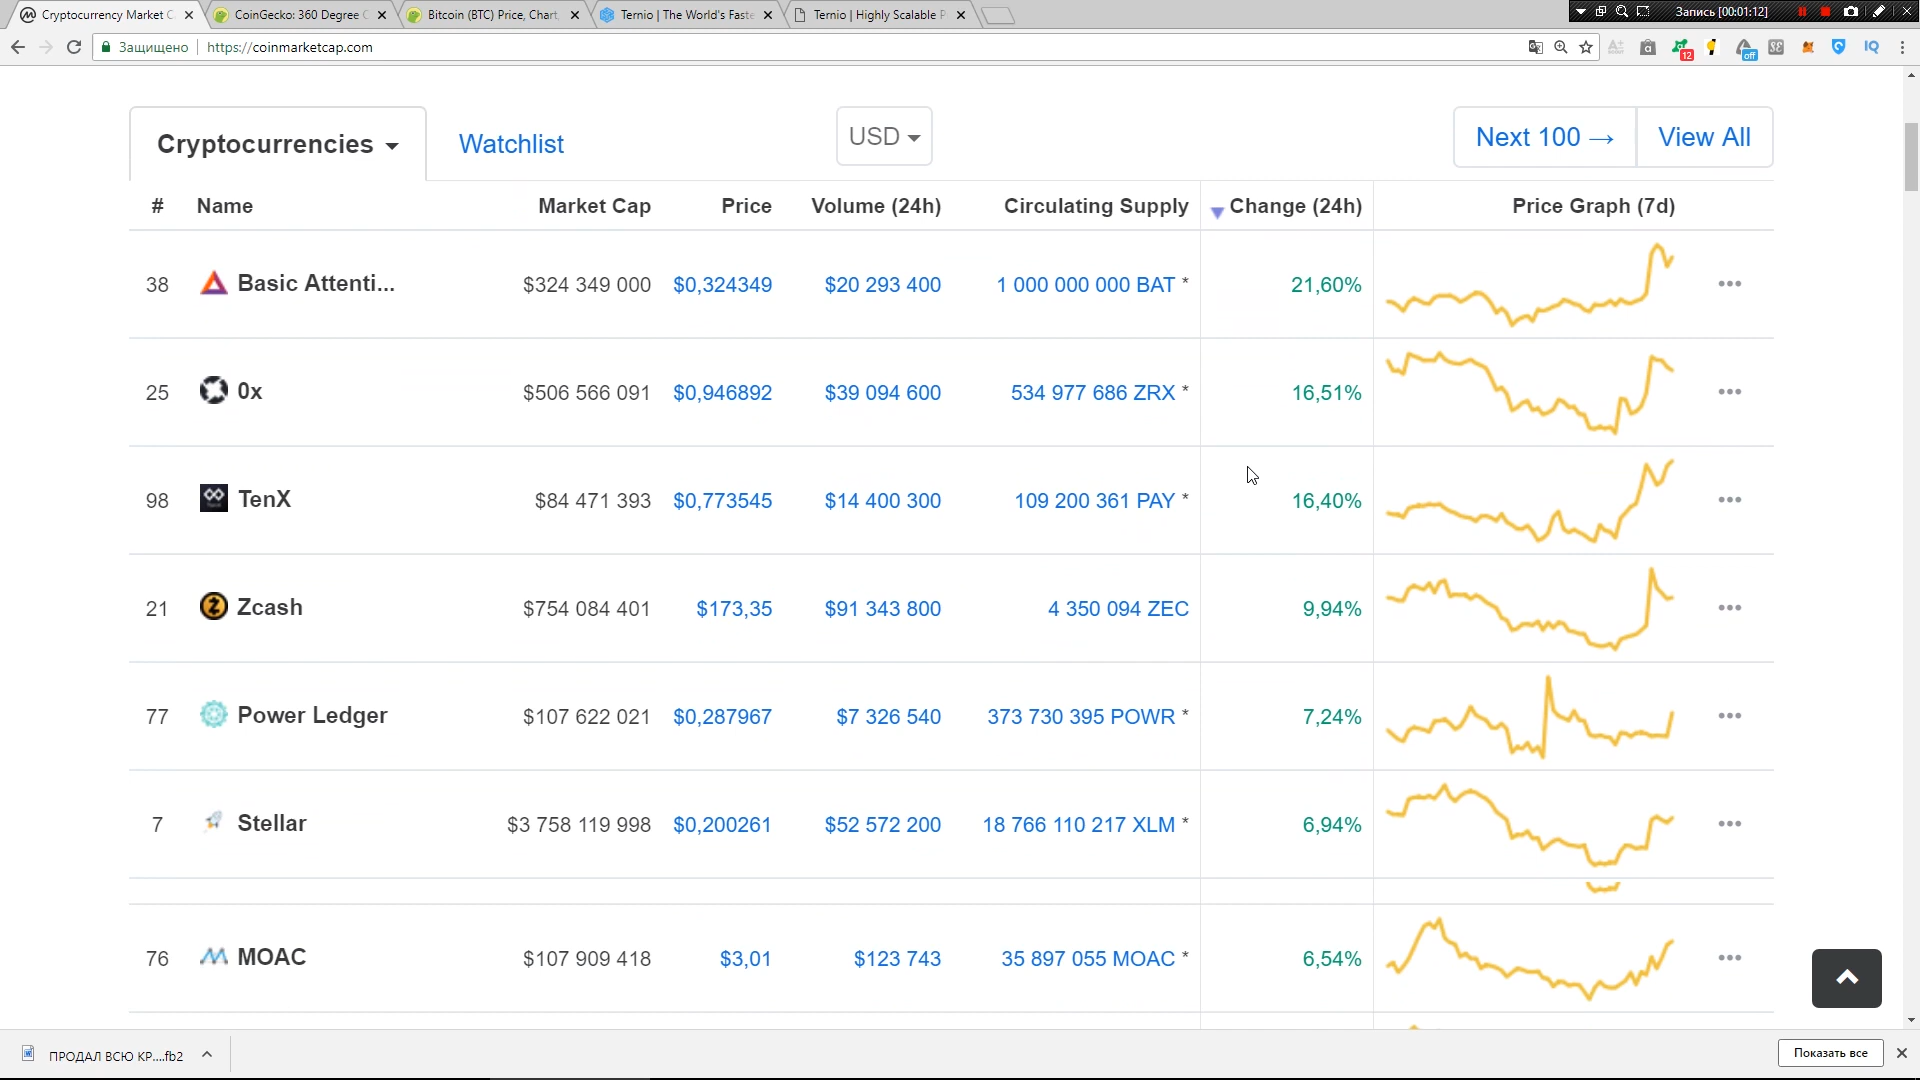 Cryptocurrency Market C
CoinGecko: 360 Degree
Bitcoin (BTC) Price, Chart
Ternio | The World's Faste
Ternio | Highly Scalable P
Запись [00:01:12]
Защищено
https://coinmarketcap.com
12
off
IQ
Cryptocurrencies
Watchlist
USD
Next 100 →
View All
# Name Market Cap Price Volume (24h) Circulating Supply Change (24h) Price Graph (7d)
38 Basic Attenti... $324 349 000 $0,324349 $20 293 400 1 000 000 000 BAT * 21,60%
25 0x $506 566 091 $0,946892 $39 094 600 534 977 686 ZRX * 16,51%
98 TenX $84 471 393 $0,773545 $14 400 300 109 200 361 PAY * 16,40%
21 Zcash $754 084 401 $173,35 $91 343 800 4 350 094 ZEC 9,94%
77 Power Ledger $107 622 021 $0,287967 $7 326 540 373 730 395 POWR * 7,24%
7 Stellar $3 758 119 998 $0,200261 $52 572 200 18 766 110 217 XLM * 6,94%
76 MOAC $107 909 418 $3,01 $123 743 35 897 055 MOAC * 6,54%
ПРОДАЛ ВСЮ КР....fb2
Показать все